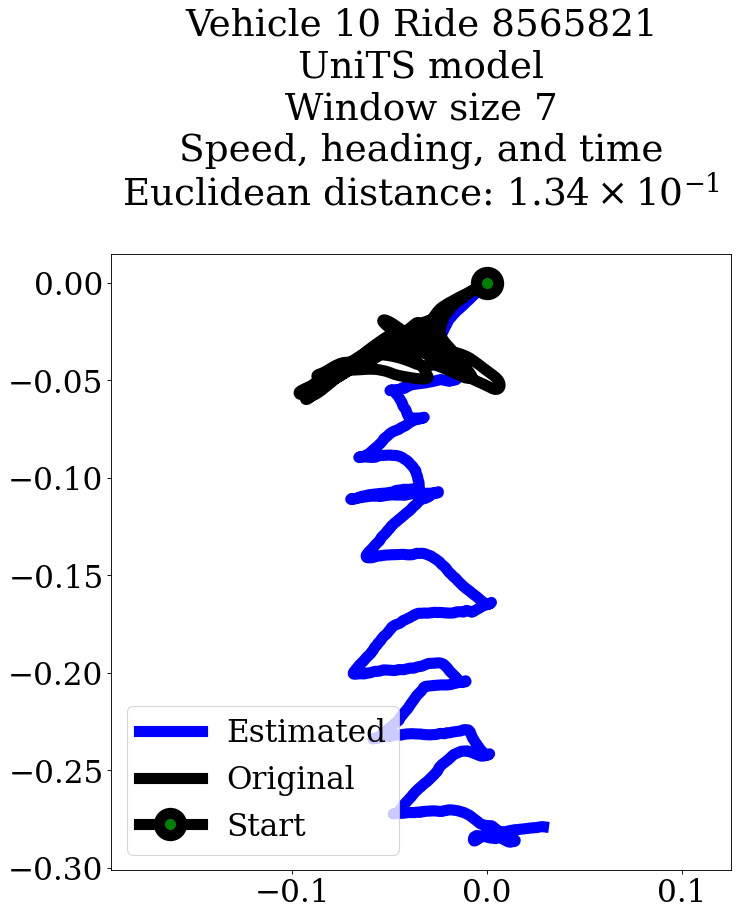 Vehicle 10 Ride 8565821
UniTS model
Window size 7
Speed, heading, and time
Euclidean distance: 1.34 × 10⁻¹
0.00
−0.05
−0.10
−0.15
−0.20
−0.25
−0.30
Estimated
Original
Start
−0.1 0.0 0.1